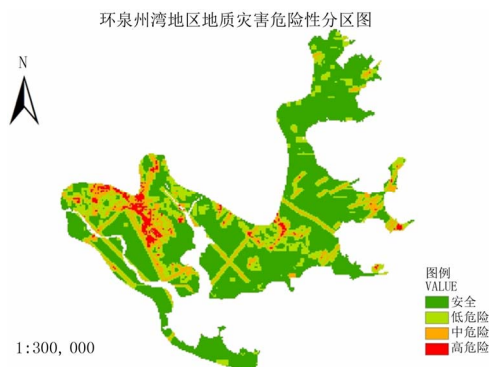 环泉州湾地区地质灾害危险性分区图
N
图例
VALUE
安全
低危险
中危险
高危险
1:300,000